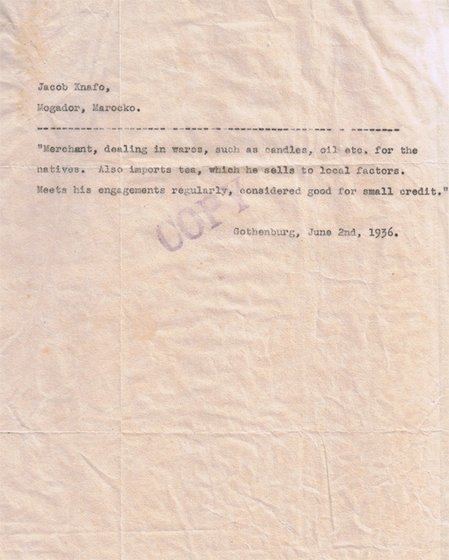 Jacob Knafo,
Mogador, Marocko.
"Merchant, dealing in wares, such as candles, oil etc. for the
natives. Also imports tea, which he sells to local factors.
Meets his engagements regularly, considered good for small credit."
COPY
Gothenburg, June 2nd, 1936.